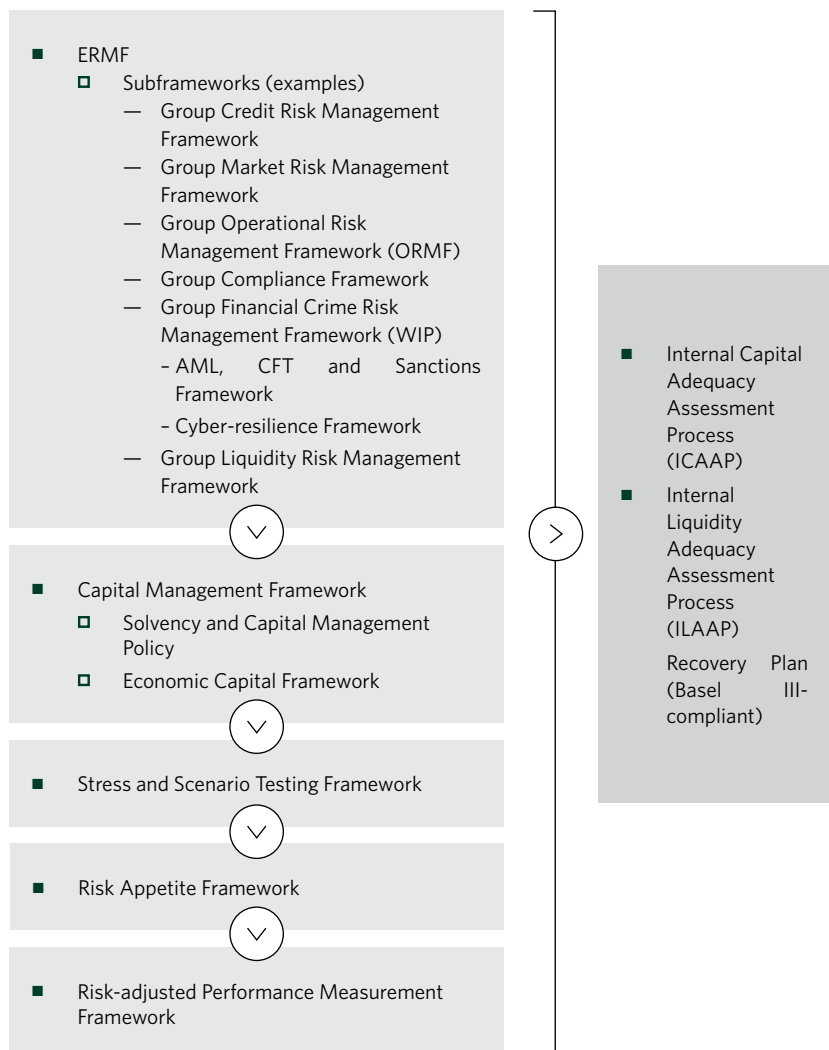 ERMF
Subframeworks (examples)
— Group Credit Risk Management
Framework
— Group Market Risk Management
Framework
— Group Operational Risk
Management Framework (ORMF)
— Group Compliance Framework
— Group Financial Crime Risk
Management Framework (WIP)
– AML, CFT and Sanctions
Framework
– Cyber-resilience Framework
— Group Liquidity Risk Management
Framework
Capital Management Framework
Solvency and Capital Management
Policy
Economic Capital Framework
Stress and Scenario Testing Framework
Risk Appetite Framework
Risk-adjusted Performance Measurement
Framework
Internal Capital
Adequacy
Assessment
Process
(ICAAP)
Internal
Liquidity
Adequacy
Assessment
Process
(ILAAP)
Recovery Plan
(Basel III-
compliant)